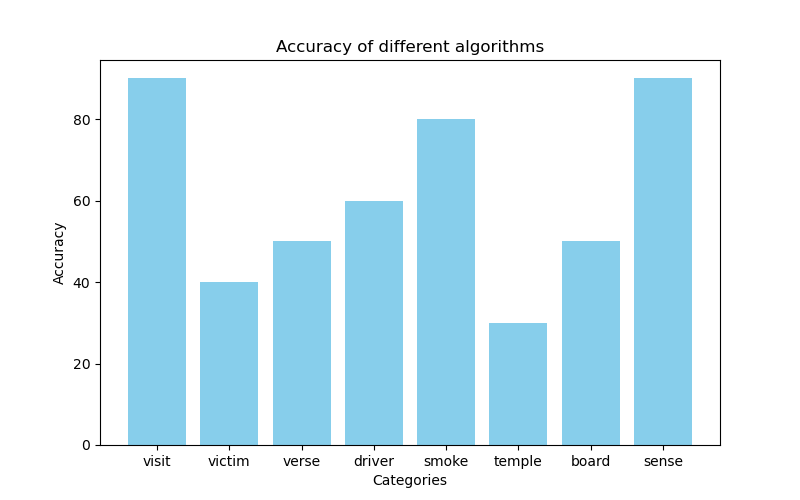 Accuracy of different algorithms
Accuracy
80
60
40
20
0
visit victim verse driver smoke temple board sense
Categories